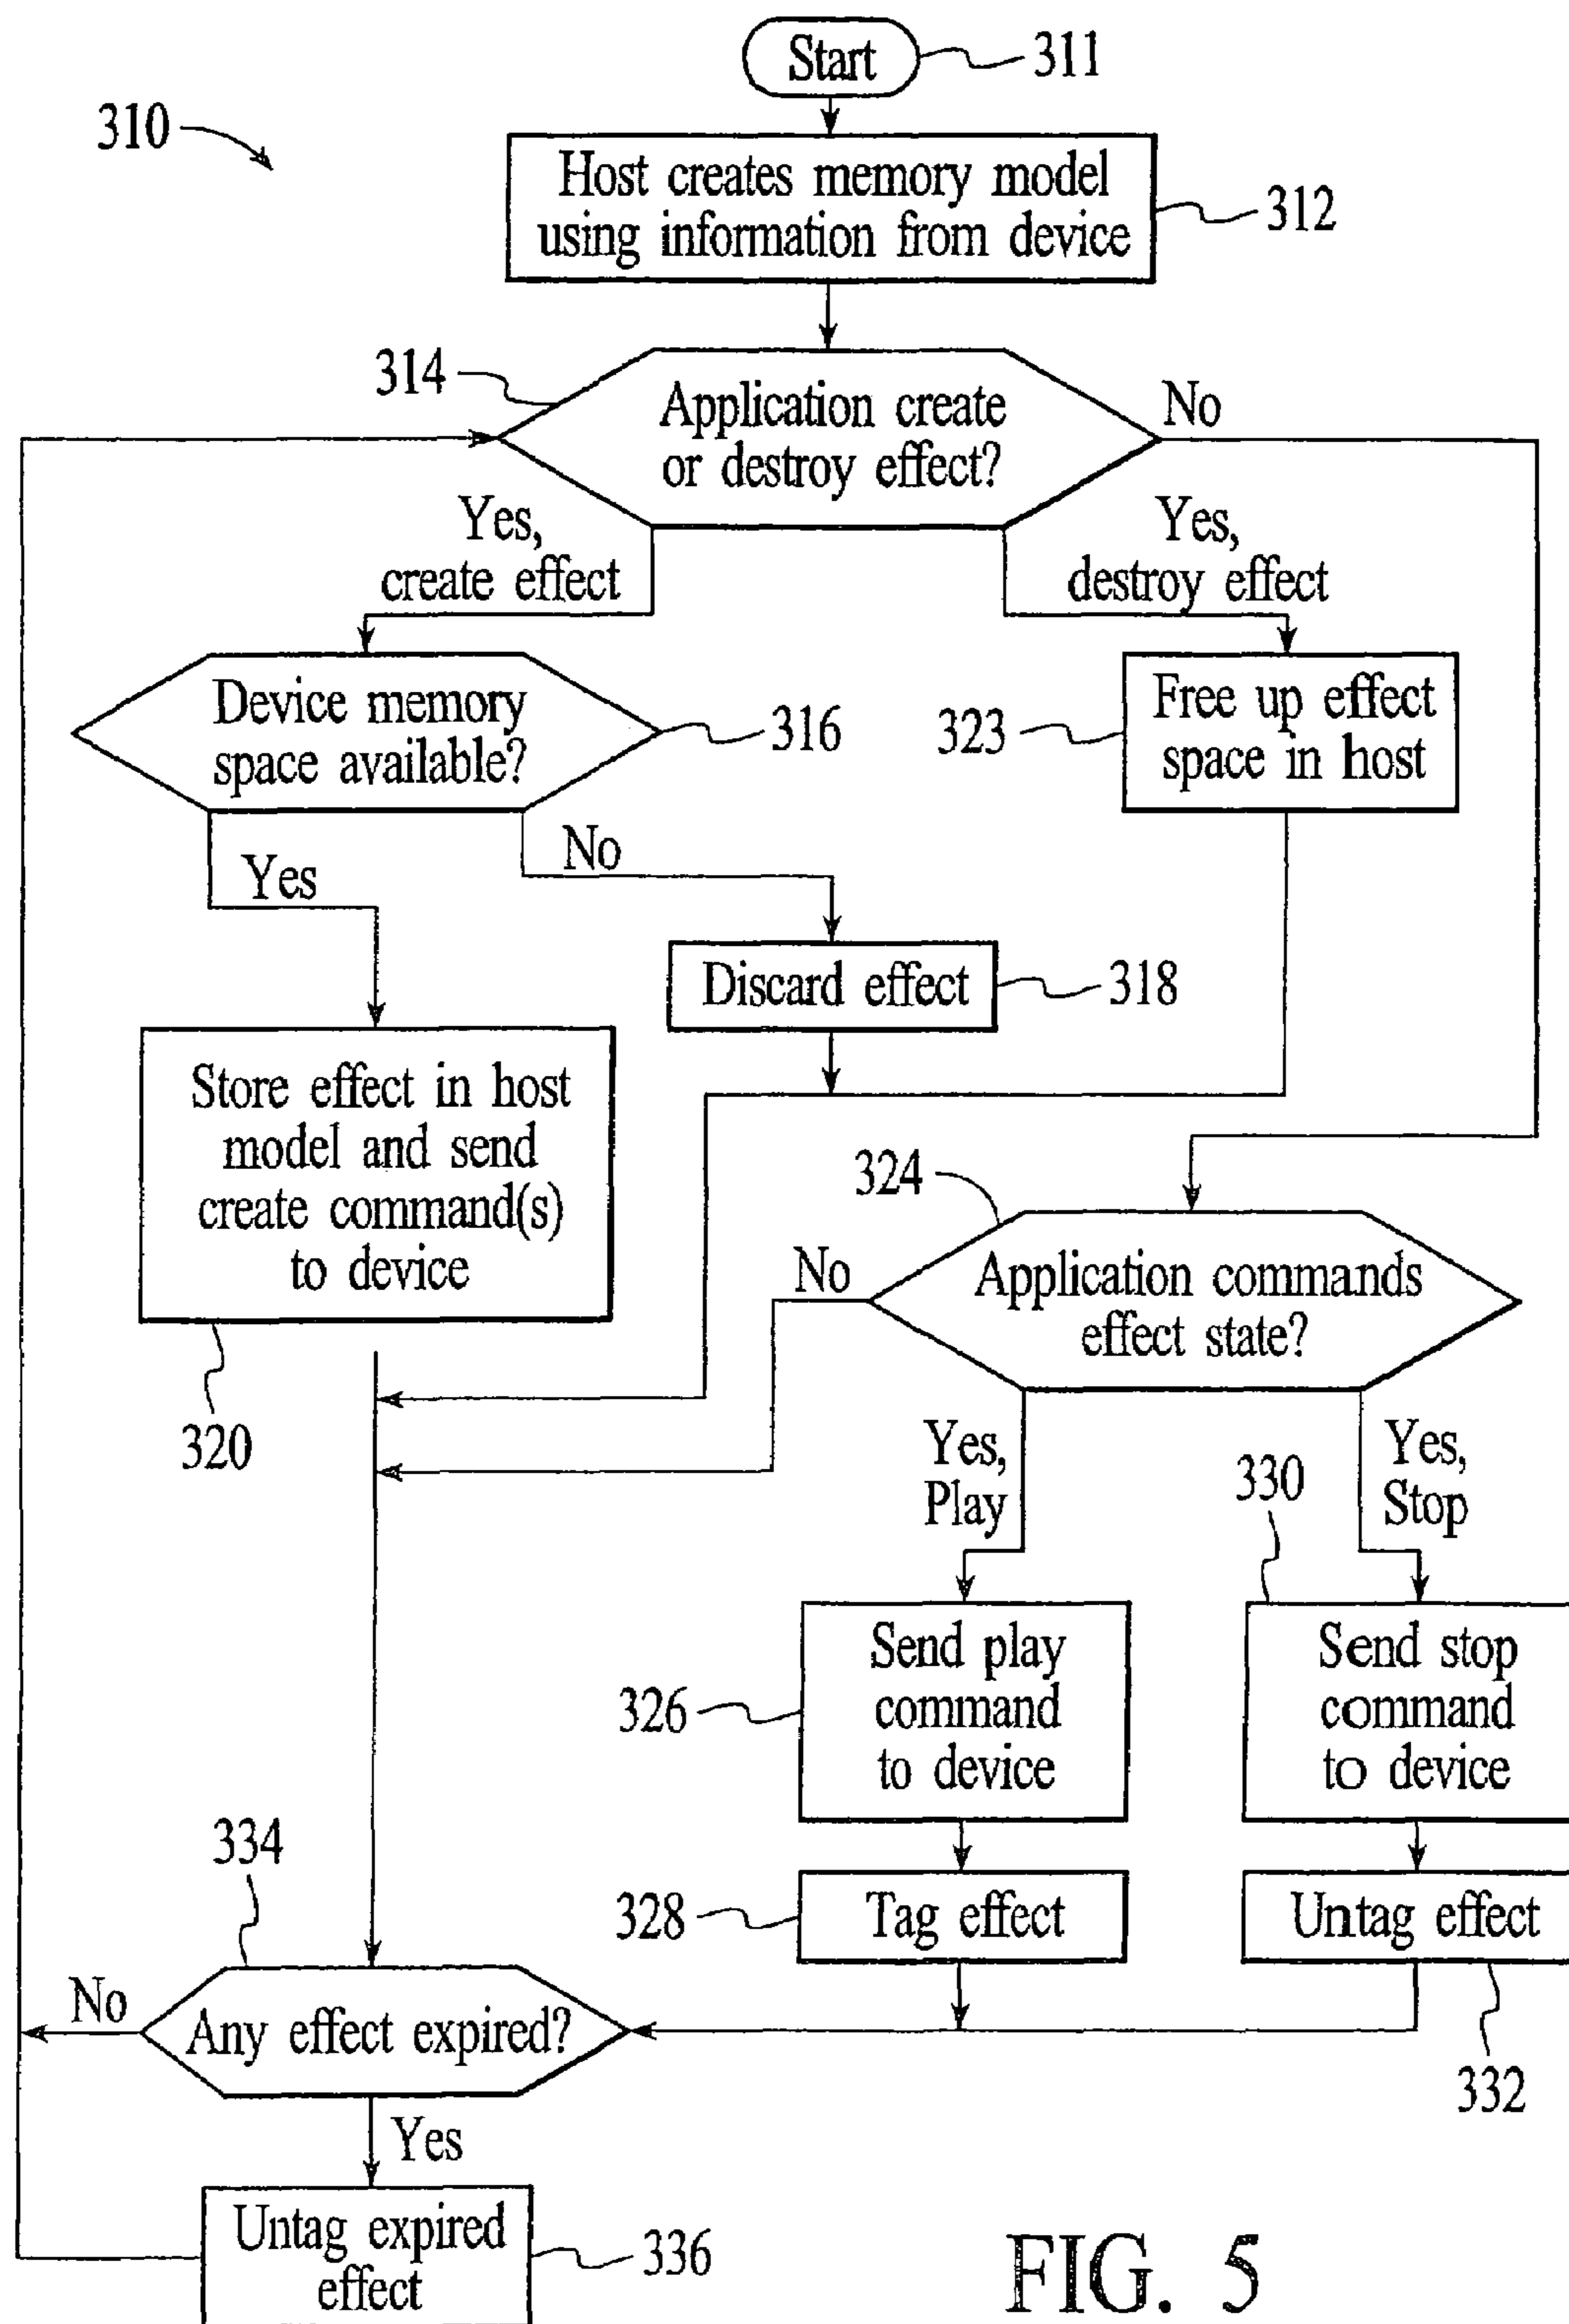 Start
311
310
Host creates memory model
using information from device
312
314
Application create
or destroy effect?
No
Yes,
create effect
Yes,
destroy effect
Device memory
space available?
316
323
Free up effect
space in host
Yes
No
Discard effect
318
Store effect in host
model and send
create command(s)
to device
320
324
Application commands
effect state?
No
Yes,
Play
330
Yes,
Stop
326
Send play
command
to device
Send stop
command
to device
334
328
Tag effect
Untag effect
332
No
Any effect expired?
Yes
Untag expired
effect
336
FIG. 5